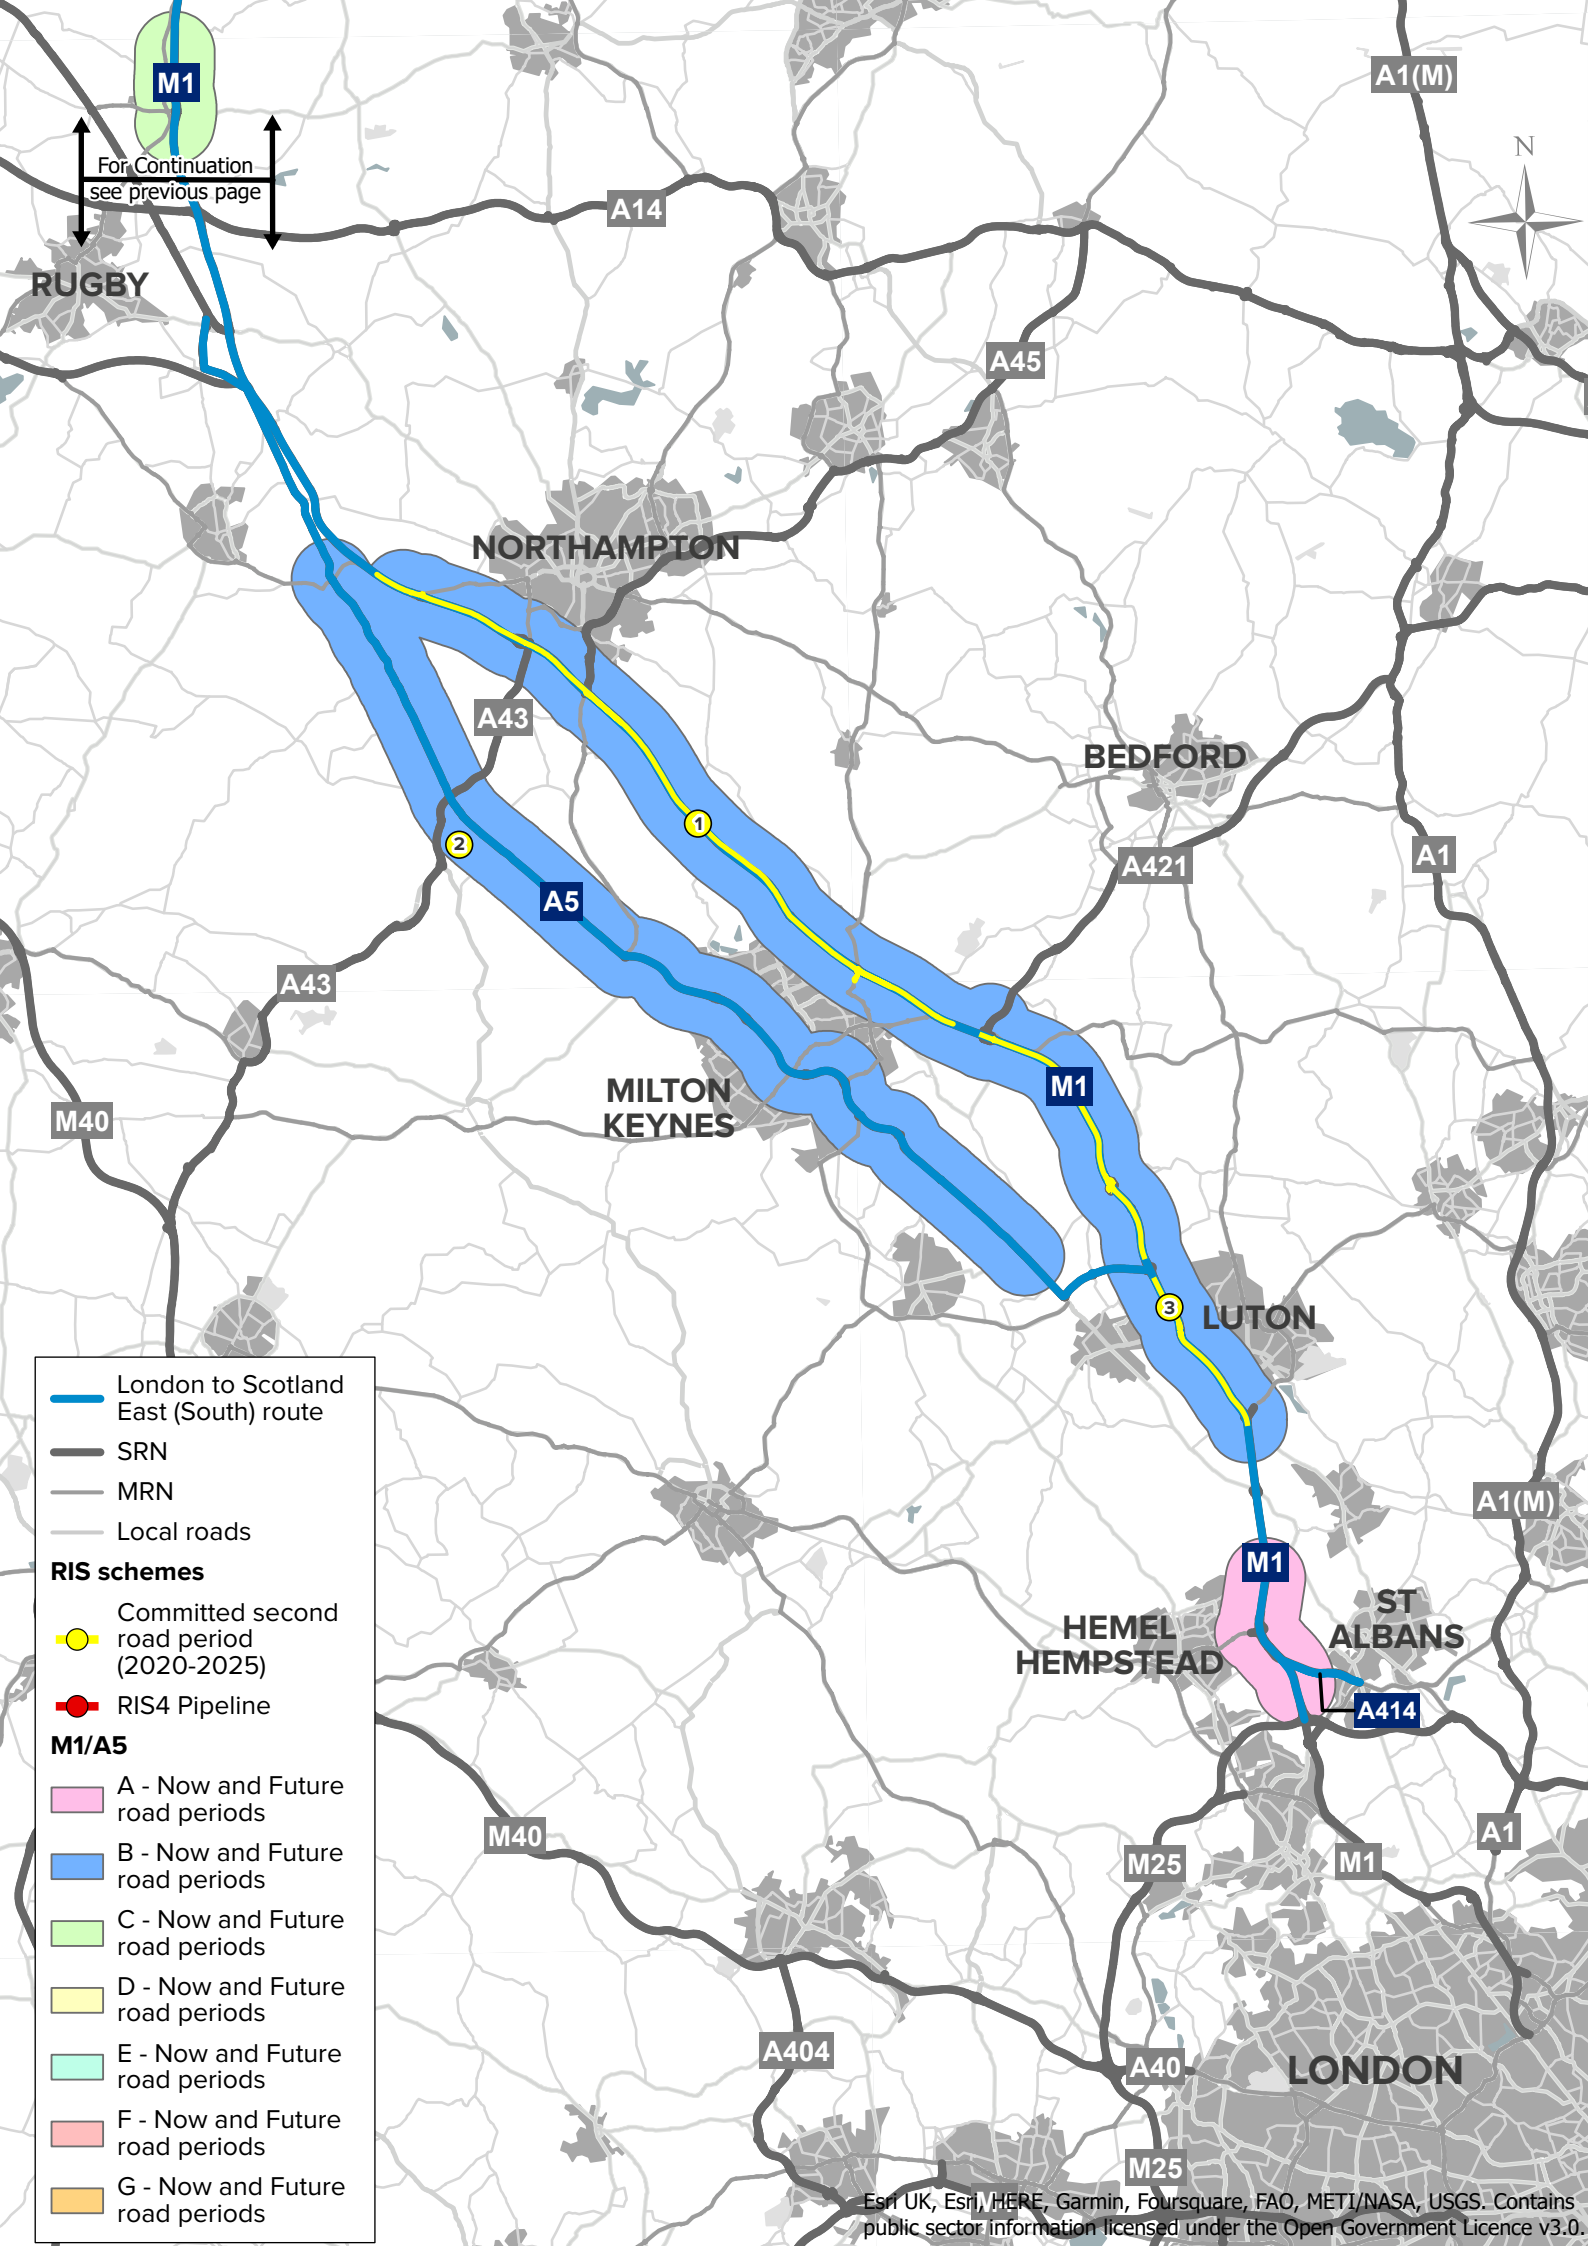 M1
A1(M)
For Continuation
see previous page
N
A14
RUGBY
A45
NORTHAMPTON
A43
BEDFORD
1
2
A421
A1
A5
A43
MILTON
KEYNES
M1
M40
3
LUTON
London to Scotland
East (South) route
SRN
MRN
Local roads
RIS schemes
Committed second
road period
(2020-2025)
RIS4 Pipeline
M1/A5
A - Now and Future
road periods
B - Now and Future
road periods
C - Now and Future
road periods
D - Now and Future
road periods
E - Now and Future
road periods
F - Now and Future
road periods
G - Now and Future
road periods
A1(M)
M1
HEMEL
HEMPSTEAD
ST
ALBANS
A414
M40
A1
M25
M1
A404
A40
LONDON
M25
Esri UK, Esri, HERE, Garmin, Foursquare, FAO, METI/NASA, USGS. Contains
public sector information licensed under the Open Government Licence v3.0.